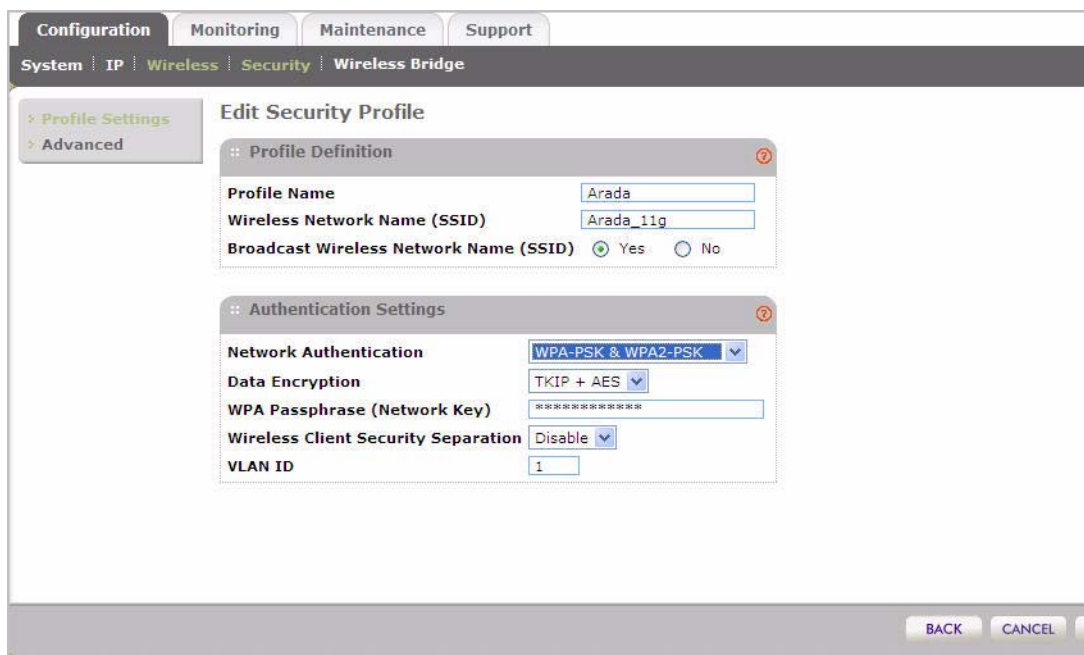 Configuration Monitoring Maintenance Support
System IP Wireless Security Wireless Bridge
Profile Settings
Advanced
Edit Security Profile
Profile Definition
Profile Name Arada
Wireless Network Name (SSID) Arada_11g
Broadcast Wireless Network Name (SSID) Yes No
Authentication Settings
Network Authentication WPA-PSK & WPA2-PSK
Data Encryption TKIP + AES
WPA Passphrase (Network Key) ************
Wireless Client Security Separation Disable
VLAN ID 1
BACK CANCEL